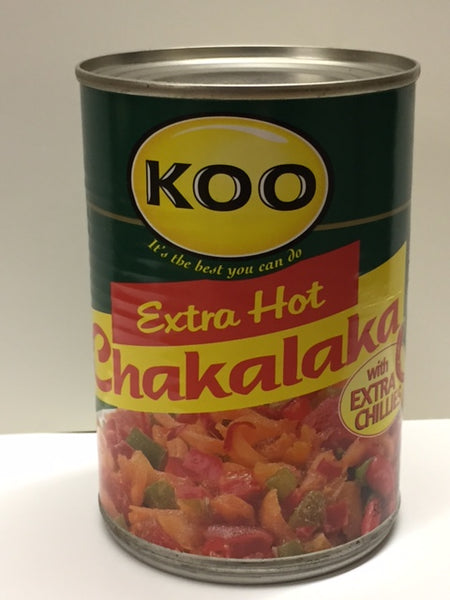 KOO
It's the best you can do
Extra Hot
Chakalaka
with
EXTRA
CHILLIES